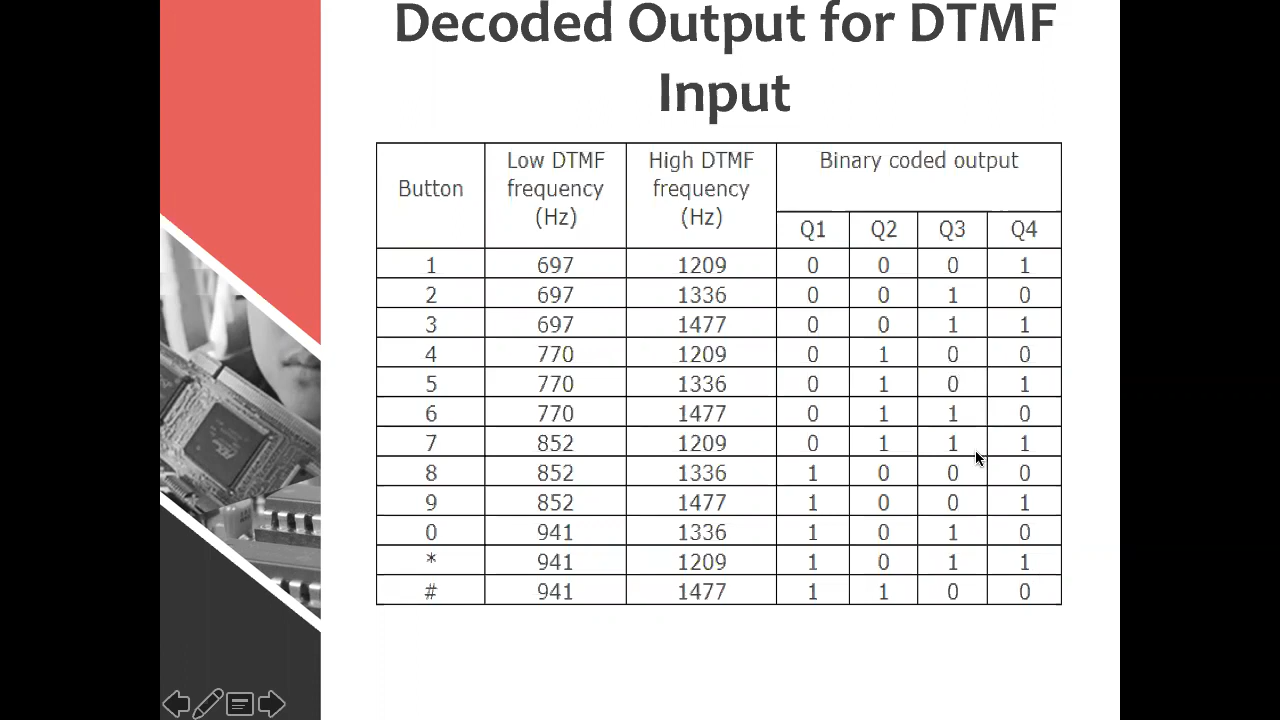 Decoded Output for DTMF
Input
Button Low DTMF frequency (Hz) High DTMF frequency (Hz) Binary coded output
Q1 Q2 Q3 Q4
1 697 1209 0 0 0 1
2 697 1336 0 0 1 0
3 697 1477 0 0 1 1
4 770 1209 0 1 0 0
5 770 1336 0 1 0 1
6 770 1477 0 1 1 0
7 852 1209 0 1 1 1
8 852 1336 1 0 0 0
9 852 1477 1 0 0 1
0 941 1336 1 0 1 0
* 941 1209 1 0 1 1
# 941 1477 1 1 0 0